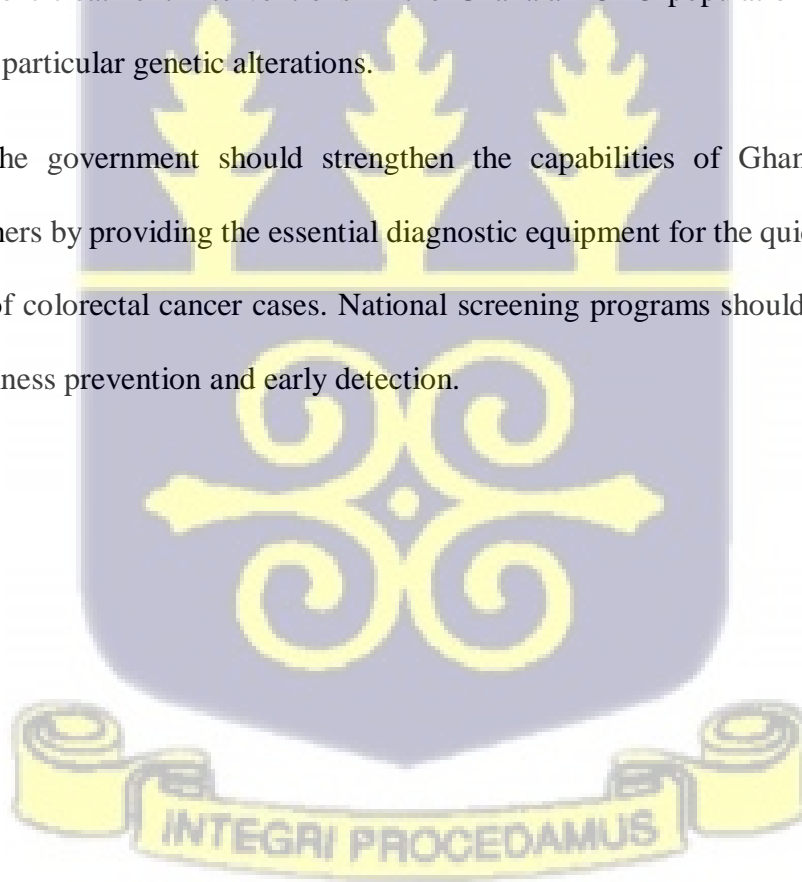 particular genetic alterations.
he government should strengthen the capabilities of Ghan
ners by providing the essential diagnostic equipment for the qui
of colorectal cancer cases. National screening programs should
ness prevention and early detection.
INTEGRI PROCEDAMUS